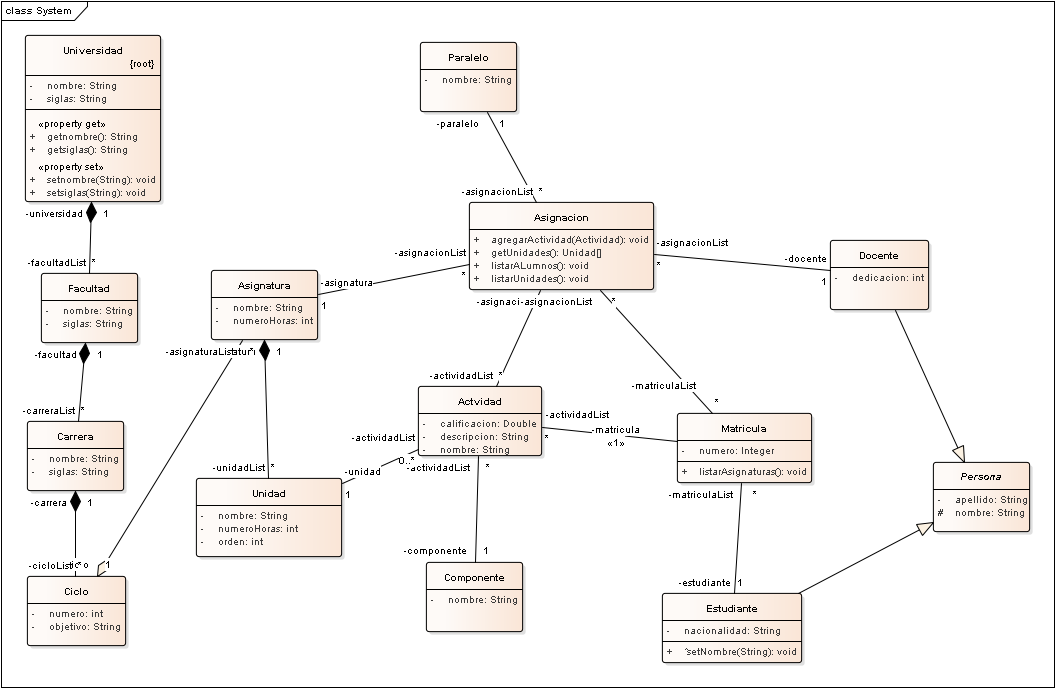 class System
Universidad
{root}
- nombre: String
- siglas: String
«property get»
+ getnombre(): String
+ getsiglas(): String
«property set»
+ setnombre(String): void
+ setsiglas(String): void
-universidad 1
-facultadList *
Facultad
- nombre: String
- siglas: String
-facultad 1
-carreraList *
Carrera
- nombre: String
- siglas: String
-carrera 1
-cicloList *
1
Ciclo
- numero: int
- objetivo: String
Paralelo
- nombre: String
-paralelo 1
-asignacionList *
Asignacion
+ agregarActividad(Actividad): void
+ getUnidades(): Unidad[]
+ listarALumnos(): void
+ listarUnidades(): void
-asignacionList
*
-asignatura
1
Asignatura
- nombre: String
- numeroHoras: int
-asignaturaList
* 1
-unidadList *
Unidad
- nombre: String
- numeroHoras: int
- orden: int
-asignacionList
*
-docente
1
Docente
- dedicacion: int
-asignaci
-asignacionList *
-actividadList *
Actvidad
- calificacion: Double
- descripcion: String
- nombre: String
-actividadList
0..*
-unidad
1
-actividadList *
-componente 1
Componente
- nombre: String
-actividadList
*
-matricula
«1»
-matriculaList
*
Matricula
- numero: Integer
+ listarAsignaturas(): void
-matriculaList *
-estudiante 1
Estudiante
- nacionalidad: String
+ ˜setNombre(String): void
Persona
- apellido: String
# nombre: String